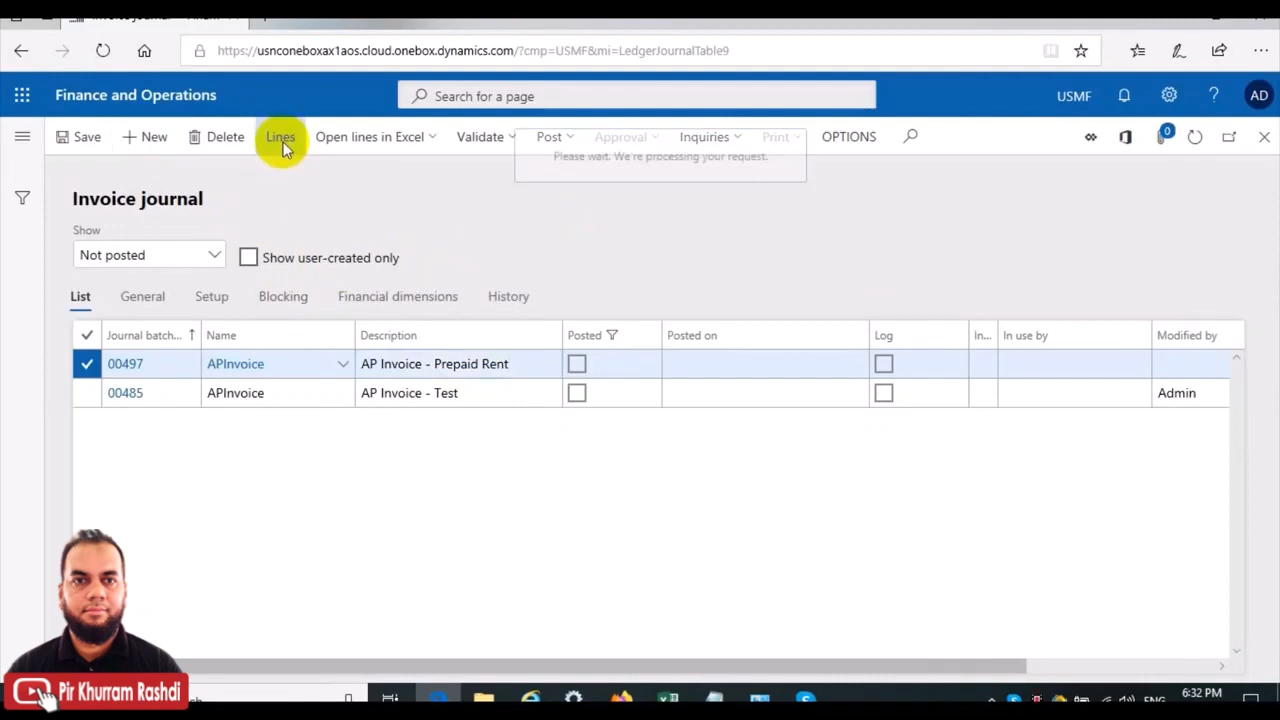 https://usnconeboxax1aos.cloud.onebox.dynamics.com/?cmp=USMF&mi=LedgerJournalTable9
Finance and Operations
Search for a page
USMF
?
AD
Save
New
Delete
Lines
Open lines in Excel
Validate
Post
Approval
Inquiries
Print
OPTIONS
0
Please wait. We're processing your request.
Invoice journal
Show
Not posted
Show user-created only
List General Setup Blocking Financial dimensions History
Journal batch... Name Description Posted Posted on Log In... In use by Modified by
00497 APInvoice AP Invoice - Prepaid Rent
00485 APInvoice AP Invoice - Test Admin
Pir Khurram Rashdi
ENG
6:32 PM